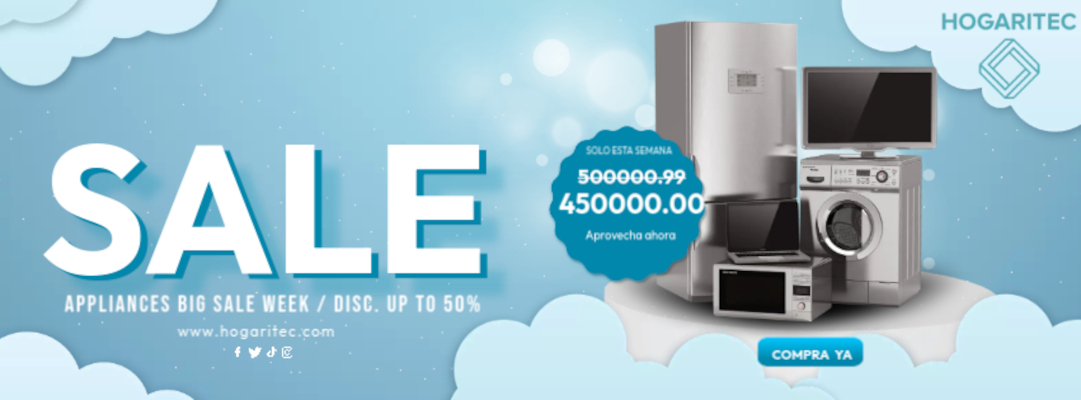 HOGARITEC
SALE
APPLIANCES BIG SALE WEEK / DISC. UP TO 50%
www.hogaritec.com
SOLO ESTA SEMANA
500000.99
450000.00
Aprovecha ahora
COMPRA YA